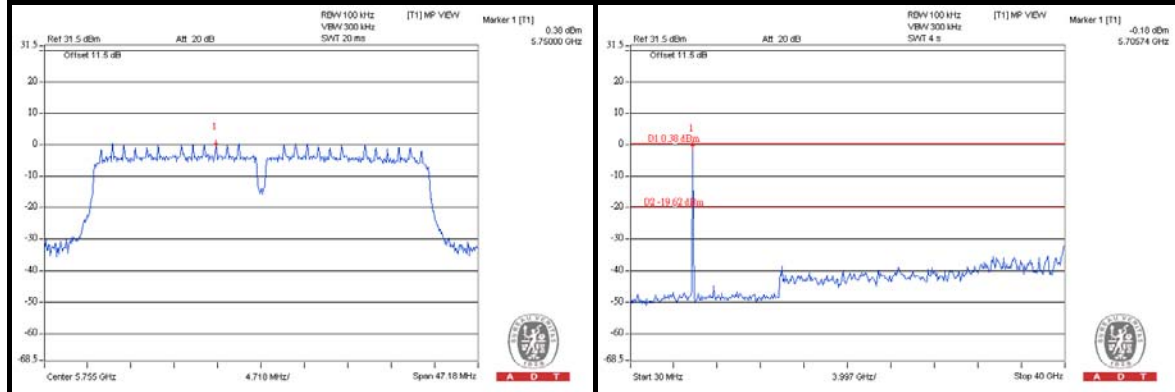 RBW 100 kHz [T1] MP VIEW
VBW 300 kHz
SWT 20 ms
Marker 1 [T1]
0.38 dBm
5.75000 GHz
31.5
Ref 31.5 dBm Att 20 dB
Offset 11.5 dB
20
10
1
0
-10
-20
-30
-40
-50
-60
-68.5
Center 5.755 GHz 4.718 MHz/ Span 47.18 MHz
BUREAU VERITAS
1828
A D T
RBW 100 kHz [T1] MP VIEW
VBW 300 kHz
SWT 4 s
Marker 1 [T1]
-0.18 dBm
5.70574 GHz
31.5
Ref 31.5 dBm Att 20 dB
Offset 11.5 dB
20
10
1
D1 0.38 dBm
0
-10
D2 -19.62 dBm
-20
-30
-40
-50
-60
-68.5
Start 30 MHz 3.997 GHz/ Stop 40 GHz
BUREAU VERITAS
1828
A D T